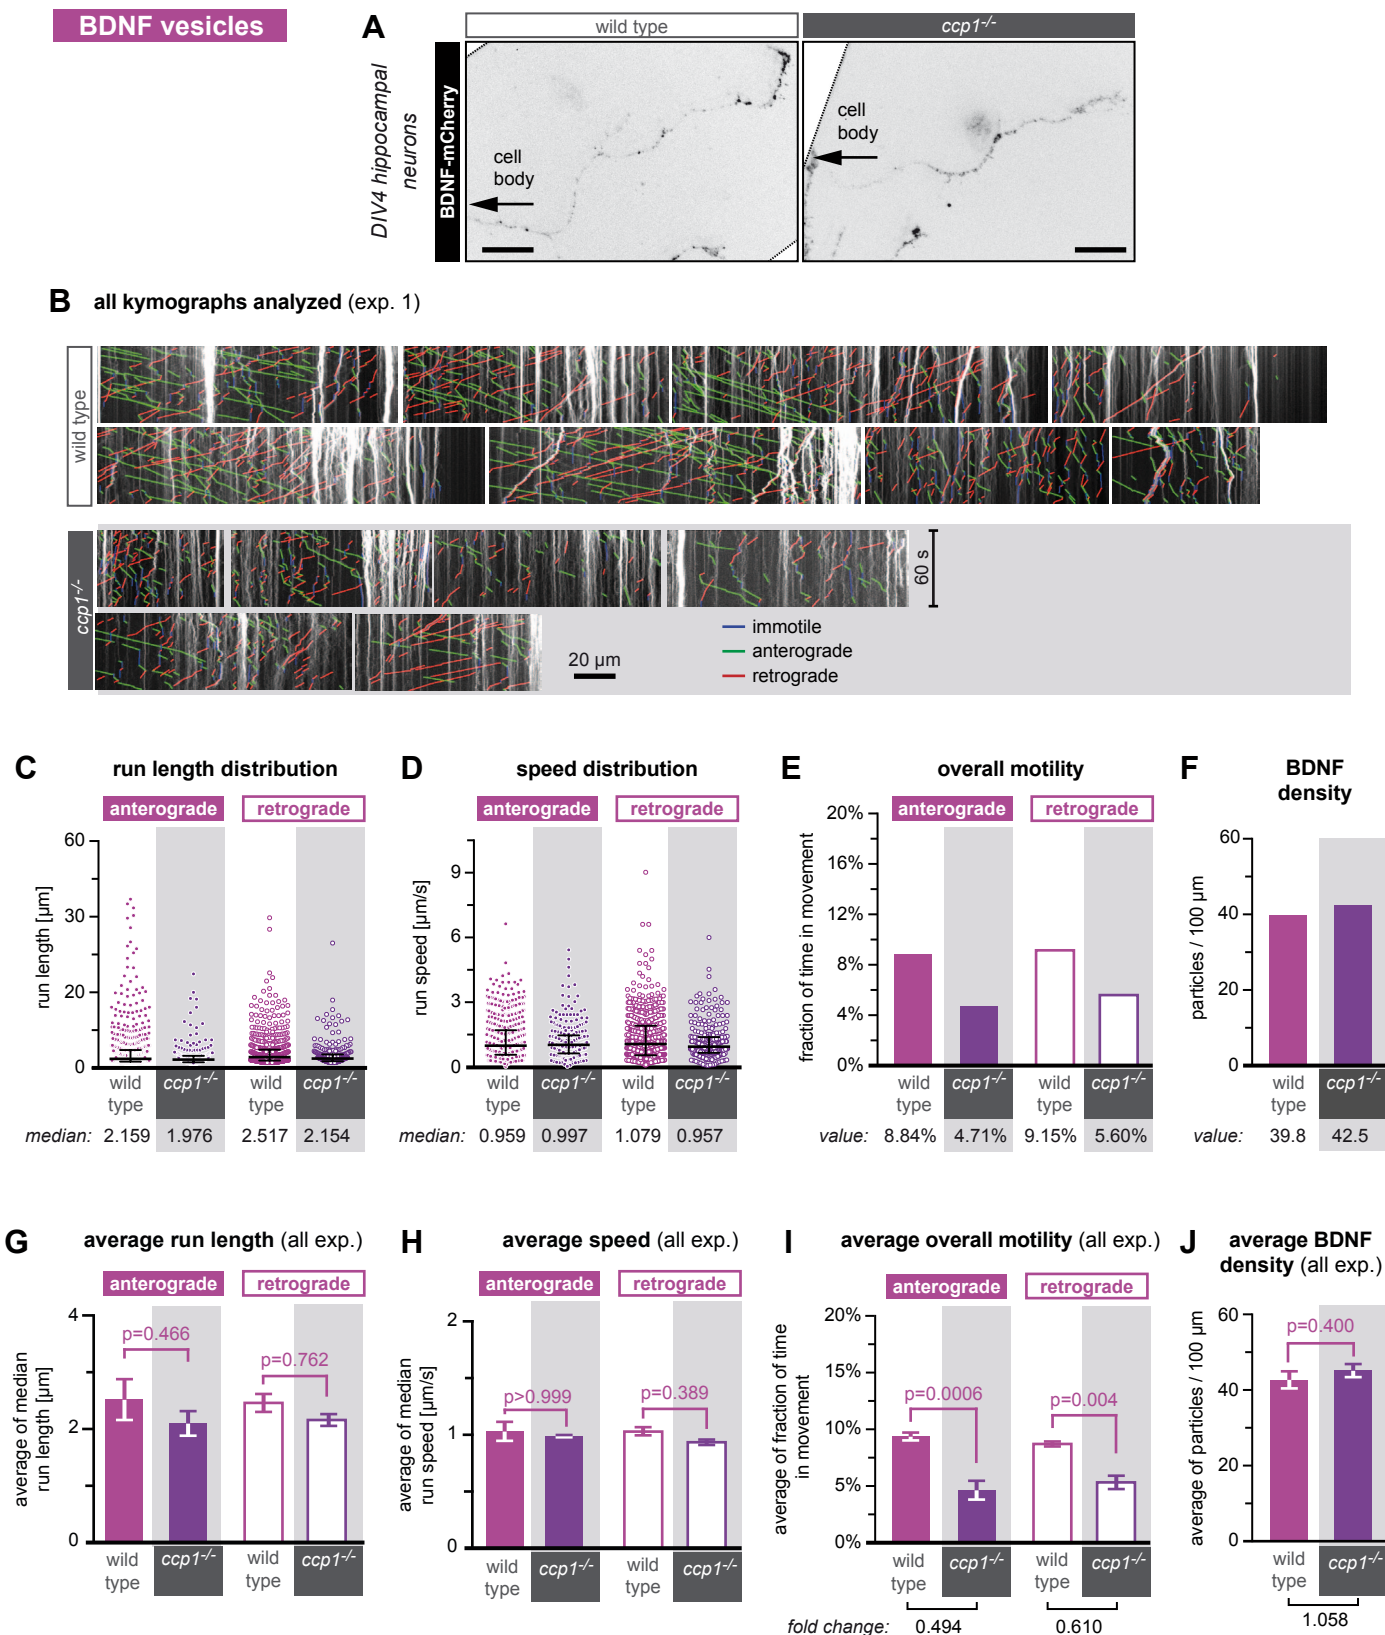 BDNF vesicles
A
wild type
ccp1-/-
DIV4 hippocampal
neurons
BDNF-mCherry
cell
body
cell
body
B all kymographs analyzed (exp. 1)
wild type
ccp1-/-
60 s
immotile
anterograde
retrograde
20 µm
C run length distribution
anterograde
retrograde
run length [µm]
60
30
20
0
wild
type
ccp1-/-
wild
type
ccp1-/-
median: 2.159 1.976 2.517 2.154
D speed distribution
anterograde
retrograde
run speed [µm/s]
9
6
3
0
wild
type
ccp1-/-
wild
type
ccp1-/-
median: 0.959 0.997 1.079 0.957
E overall motility
anterograde
retrograde
fraction of time in movement
20%
16%
12%
8%
4%
0%
wild
type
ccp1-/-
wild
type
ccp1-/-
value: 8.84% 4.71% 9.15% 5.60%
F BDNF
density
particles / 100 µm
60
40
20
0
wild
type
ccp1-/-
value: 39.8 42.5
G average run length (all exp.)
anterograde
retrograde
average of median
run length [µm]
4
2
0
p=0.466
p=0.762
wild
type
ccp1-/-
wild
type
ccp1-/-
H average speed (all exp.)
anterograde
retrograde
average of median
run speed [µm/s]
2
1
0
p>0.999
p=0.389
wild
type
ccp1-/-
wild
type
ccp1-/-
I average overall motility (all exp.)
anterograde
retrograde
average of fraction of time
in movement
20%
15%
10%
5%
0%
p=0.0006
p=0.004
wild
type
ccp1-/-
wild
type
ccp1-/-
fold change: 0.494 0.610
J average BDNF
density (all exp.)
average of particles / 100 µm
60
40
20
0
p=0.400
wild
type
ccp1-/-
1.058